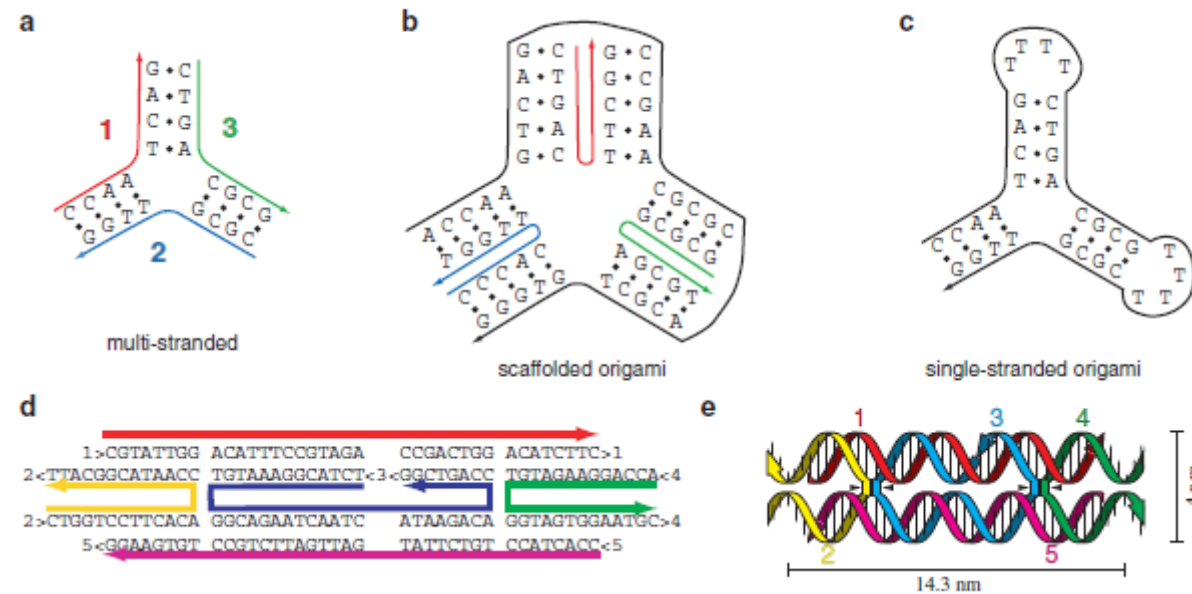 a
G • C
A • T
C • G
T • A
1
3
C C A A
G G T T
C G C G
G C G C
2
multi-stranded
b
G • C G • C
A • T G • C
C • G C • G
T • A T • A
G • C T • A
A C C A A
T G G T T
C C C A C
G G G T G
C G C G C
G C G C G
A G C G T
T C G C A
scaffolded origami
c
T T T T
G • C
A • T
C • G
T • A
C C A A
G G T T
C G C G
G C G C
T T T T
single-stranded origami
d
1>CGTATTGG ACATTTCCGTAGA CCGACTGG ACATCTTC>1
2<TTACGGCATAACC TGTAAAGGCATCT<3<GGCTGACC TGTAGAAGGACCA<4
2>CTGGTCCTTCACA GGCAGAATCAATC ATAAGACA GGTAGTGGAATGC>4
5<GGAAGTGT CCGTCTTAGTTAG TATTCTGT CCATCACC<5
e
1 3 4
2 5
14.3 nm